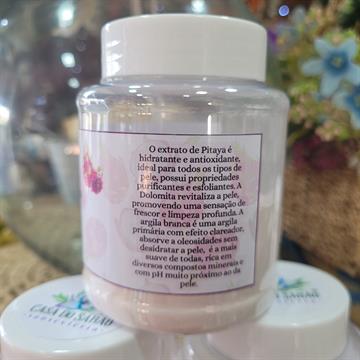 O extrato de Pitaya é
hidratante e antioxidante,
ideal para todos os tipos de
pele, possui propriedades
purificantes e esfoliantes. A
Dolomita revitaliza a pele,
promovendo uma sensação de
frescor e limpeza profunda. A
argila branca é uma argila
primária com efeito clareador,
absorve a oleosidades sem
desidratar a pele, é a mais
suave de todas, rica em
diversos compostos minerais e
com pH muito próximo ao da
pele.
CASA DO SABÃO